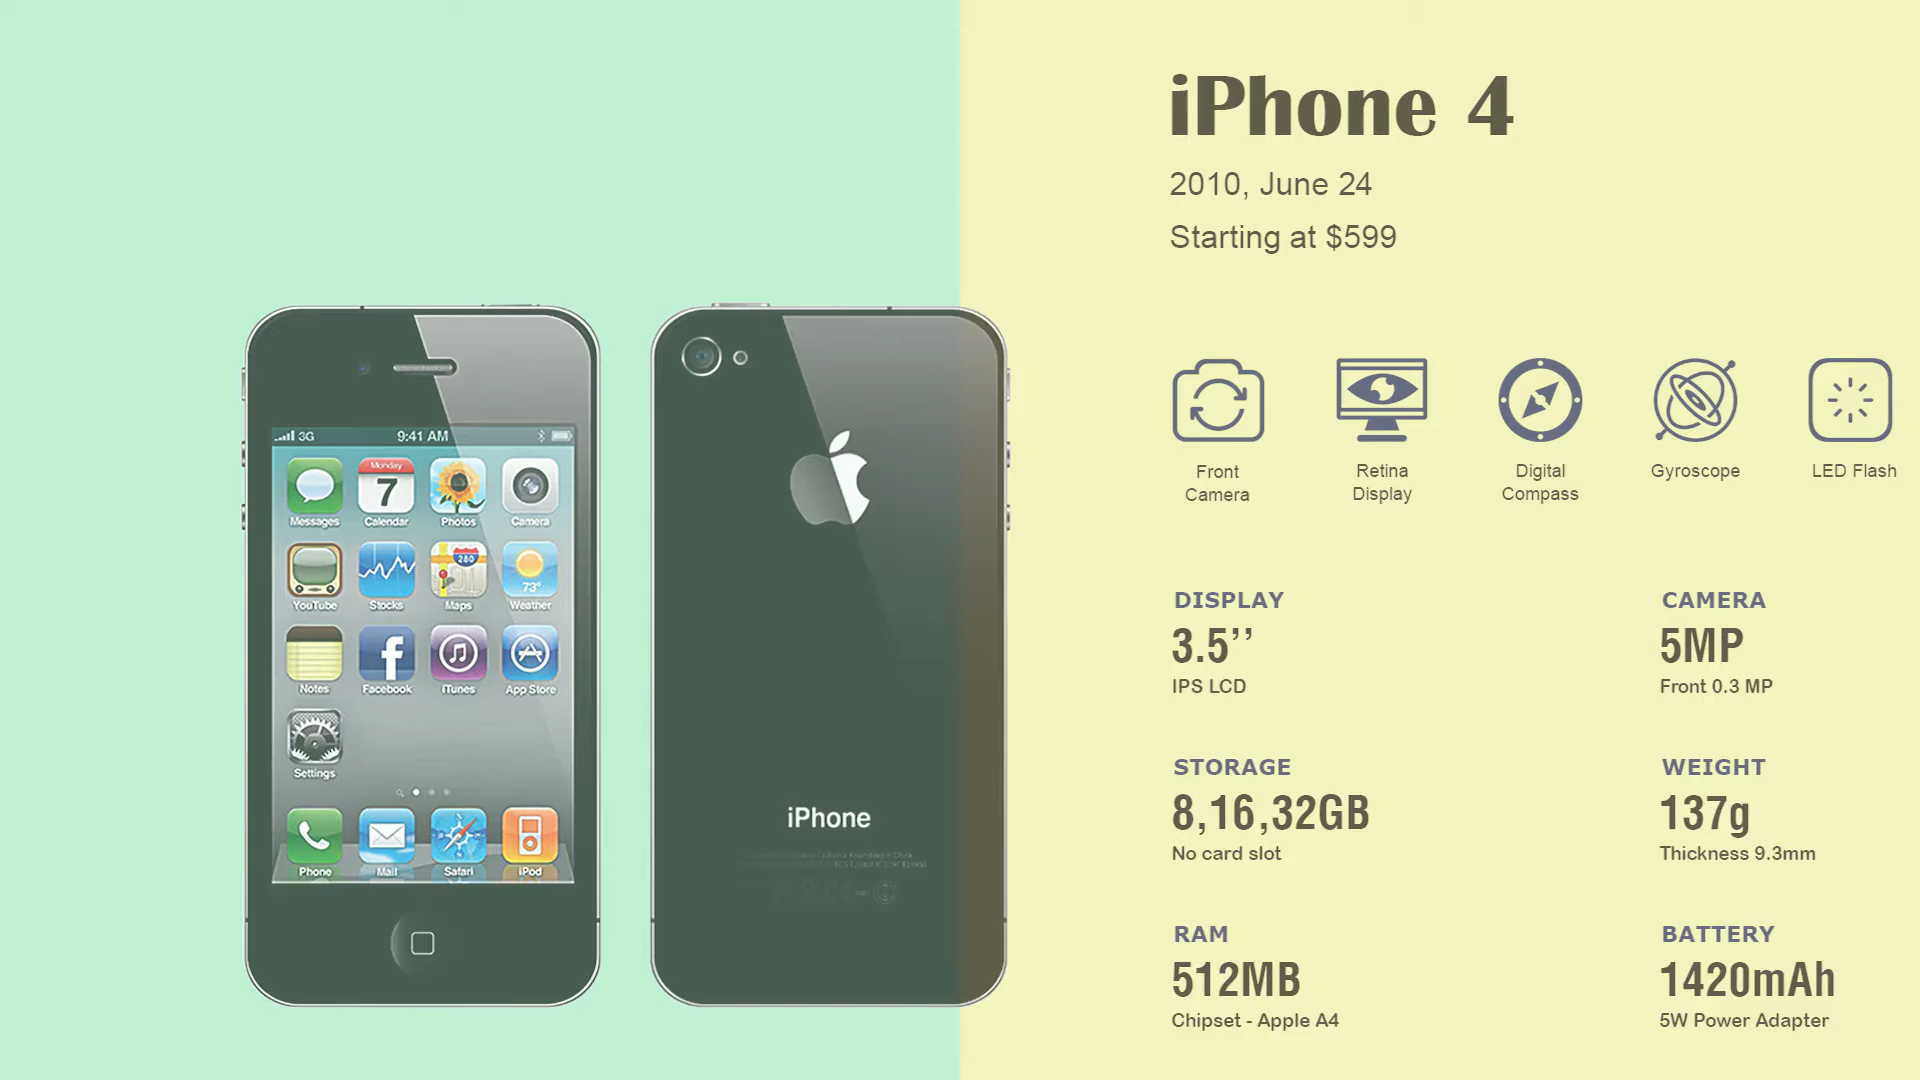 iPhone 4
2010, June 24
Starting at $599
Front
Camera
Retina
Display
Digital
Compass
Gyroscope
LED Flash
DISPLAY
3.5’’
IPS LCD
CAMERA
5MP
Front 0.3 MP
STORAGE
8,16,32GB
No card slot
WEIGHT
137g
Thickness 9.3mm
RAM
512MB
Chipset - Apple A4
BATTERY
1420mAh
5W Power Adapter
3G 9:41 AM
Monday
7
Messages Calendar Photos Camera
280
73°
YouTube Stocks Maps Weather
Notes Facebook iTunes App Store
Settings
Phone Mail Safari iPod
iPhone